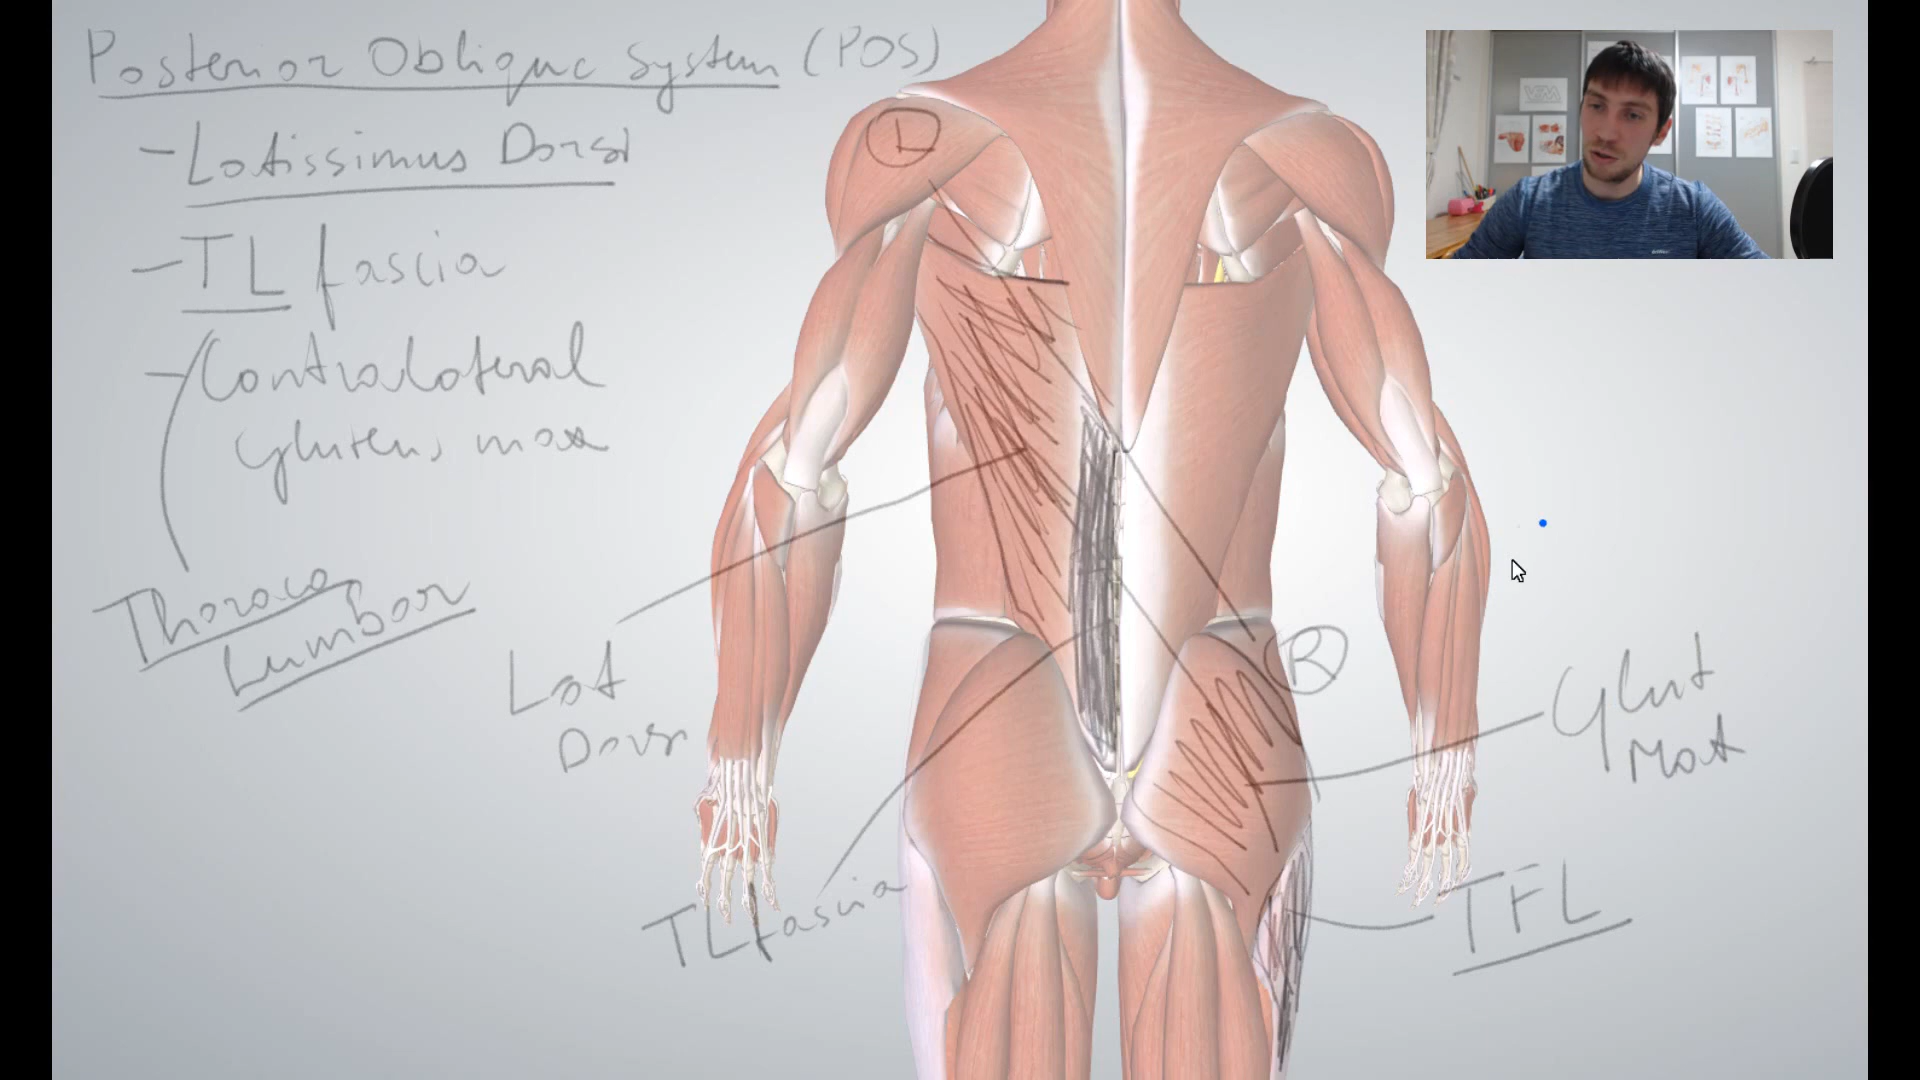 Posterior Oblique System (POS)
- Latissimus Dorsi
- TL fascia
- Contralateral
gluteus max
Thoraco
Lumbar
L
R
Lat
Dorsi
TL fascia
Glut
Max
TFL